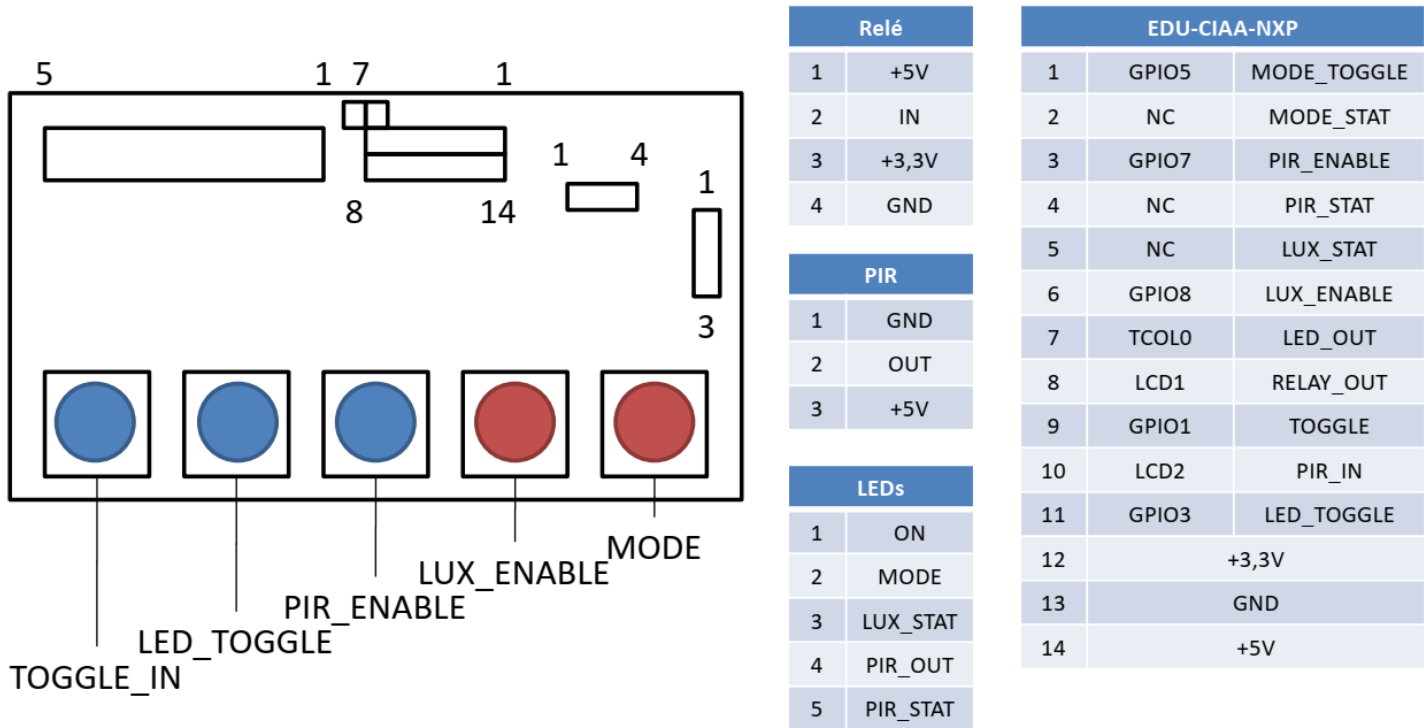 5 1 7 1
1 4
1
8 14
3
MODE
LUX_ENABLE
PIR_ENABLE
LED_TOGGLE
TOGGLE_IN
Relé
1 +5V
2 IN
3 +3,3V
4 GND
PIR
1 GND
2 OUT
3 +5V
LEDs
1 ON
2 MODE
3 LUX_STAT
4 PIR_OUT
5 PIR_STAT
EDU-CIAA-NXP
1 GPIO5 MODE_TOGGLE
2 NC MODE_STAT
3 GPIO7 PIR_ENABLE
4 NC PIR_STAT
5 NC LUX_STAT
6 GPIO8 LUX_ENABLE
7 TCOL0 LED_OUT
8 LCD1 RELAY_OUT
9 GPIO1 TOGGLE
10 LCD2 PIR_IN
11 GPIO3 LED_TOGGLE
12 +3,3V
13 GND
14 +5V